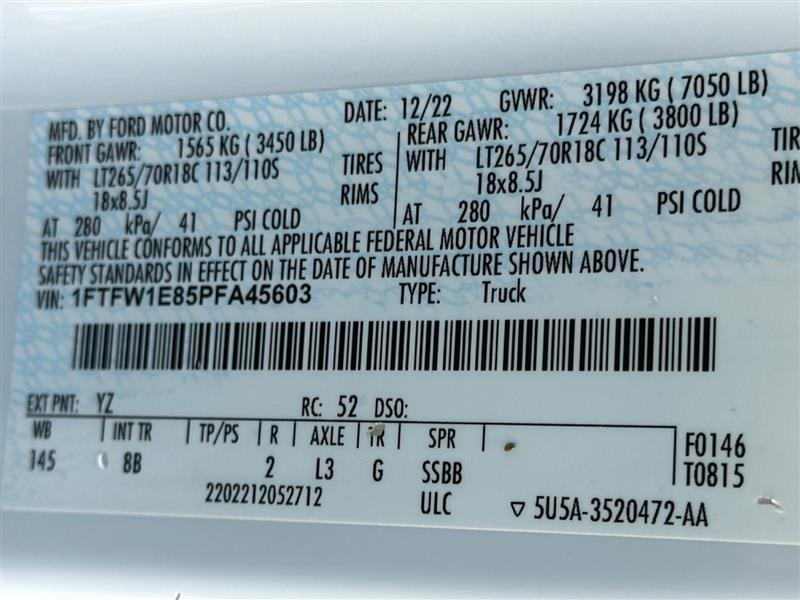 MFD. BY FORD MOTOR CO. DATE: 12/22 GVWR: 3198 KG ( 7050 LB)
FRONT GAWR: 1565 KG ( 3450 LB) REAR GAWR: 1724 KG ( 3800 LB)
WITH LT265/70R18C 113/110S TIRES WITH LT265/70R18C 113/110S
18x8.5J RIMS 18x8.5J
AT 280 kPa/ 41 PSI COLD AT 280 kPa/ 41 PSI COLD
THIS VEHICLE CONFORMS TO ALL APPLICABLE FEDERAL MOTOR VEHICLE
SAFETY STANDARDS IN EFFECT ON THE DATE OF MANUFACTURE SHOWN ABOVE.
VIN: 1FTFW1E85PFA45603 TYPE: Truck
EXT PNT: YZ RC: 52 DSO:
WB INT TR TP/PS R AXLE TR SPR F0146
145 8B 2 L3 G SSBB T0815
2202212052712 ULC ▽ 5U5A-3520472-AA